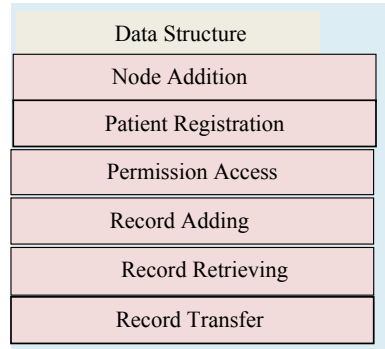 Data Structure
Node Addition
Patient Registration
Permission Access
Record Adding
Record Retrieving
Record Transfer